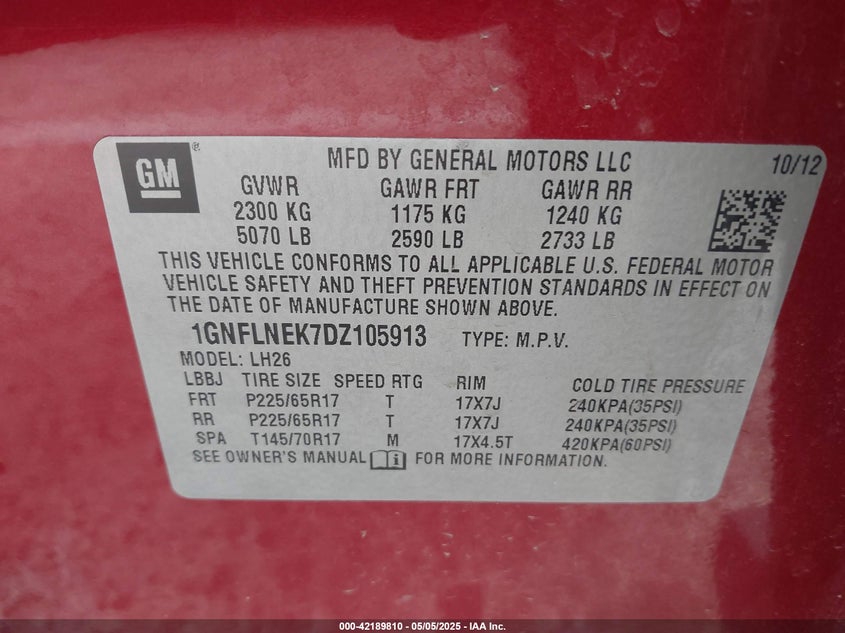 GM ® MFD BY GENERAL MOTORS LLC 10/12
GVWR GAWR FRT GAWR RR
2300 KG 1175 KG 1240 KG
5070 LB 2590 LB 2733 LB
THIS VEHICLE CONFORMS TO ALL APPLICABLE U.S. FEDERAL MOTOR
VEHICLE SAFETY AND THEFT PREVENTION STANDARDS IN EFFECT ON
THE DATE OF MANUFACTURE SHOWN ABOVE.
1GNFLNEK7DZ105913 TYPE: M.P.V.
MODEL: LH26
LBBJ TIRE SIZE SPEED RTG RIM COLD TIRE PRESSURE
FRT P225/65R17 T 17X7J 240KPA(35PSI)
RR P225/65R17 T 17X7J 240KPA(35PSI)
SPA T145/70R17 M 17X4.5T 420KPA(60PSI)
SEE OWNER'S MANUAL i FOR MORE INFORMATION.
000-42189810 - 05/05/2025 - IAA Inc.